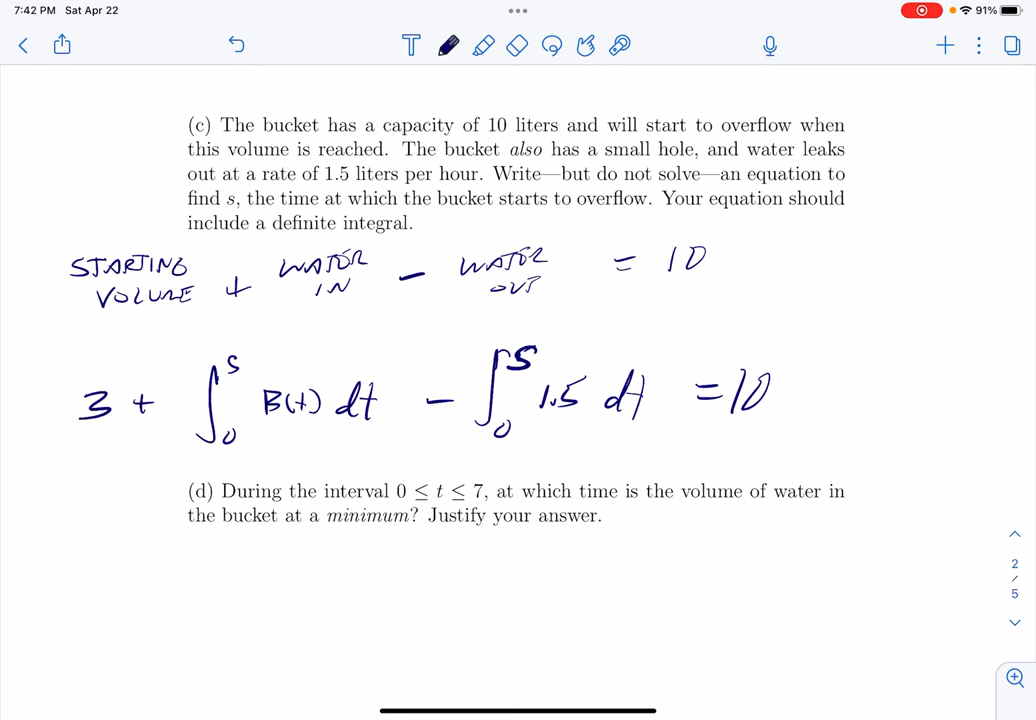 7:42 PM Sat Apr 22
91%
(c) The bucket has a capacity of 10 liters and will start to overflow when
this volume is reached. The bucket also has a small hole, and water leaks
out at a rate of 1.5 liters per hour. Write—but do not solve—an equation to
find s, the time at which the bucket starts to overflow. Your equation should
include a definite integral.
STARTING VOLUME + WATER IN - WATER OUT = 10
3 + ∫₀ˢ B(t) dt - ∫₀ˢ 1.5 dt = 10
(d) During the interval 0 ≤ t ≤ 7, at which time is the volume of water in
the bucket at a minimum? Justify your answer.
2
/
5